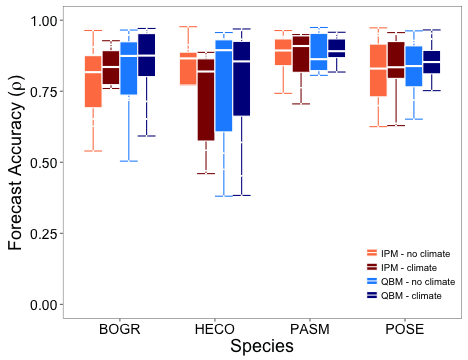 Forecast Accuracy (ρ)
1.00
0.75
0.50
0.25
0.00
IPM - no climate
IPM - climate
QBM - no climate
QBM - climate
BOGR HECO PASM POSE
Species